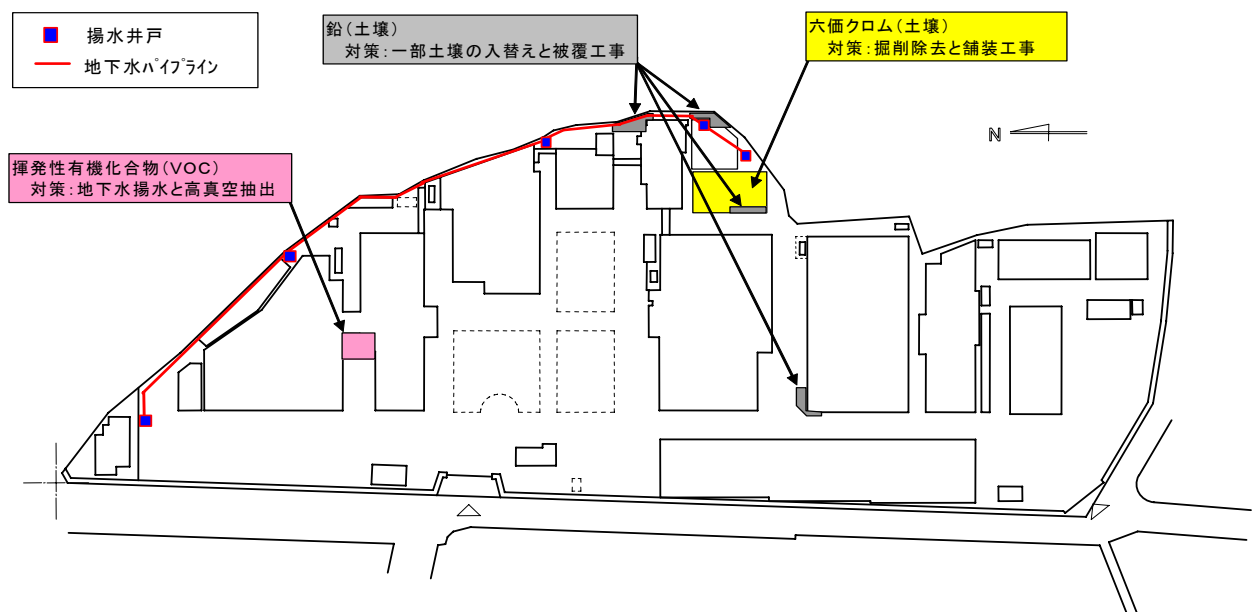 揚水井戸
地下水ﾊﾟｲﾌﾟﾗｲﾝ
鉛(土壌)
対策:一部土壌の入替えと被覆工事
六価クロム(土壌)
対策:掘削除去と舗装工事
N
揮発性有機化合物(VOC)
対策:地下水揚水と高真空抽出